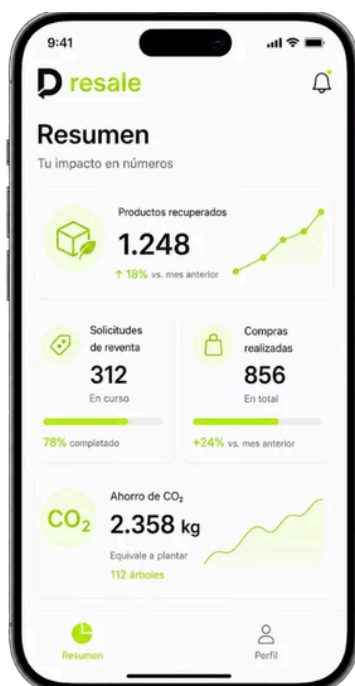 9:41
D resale
Resumen
Tu impacto en números
Productos recuperados
1.248
↑ 18% vs. mes anterior
Solicitudes
de reventa
312
En curso
78% completado
Compras
realizadas
856
En total
+24% vs. mes anterior
CO₂
Ahorro de CO₂
2.358 kg
Equivale a plantar
112 árboles
Resumen
Perfil